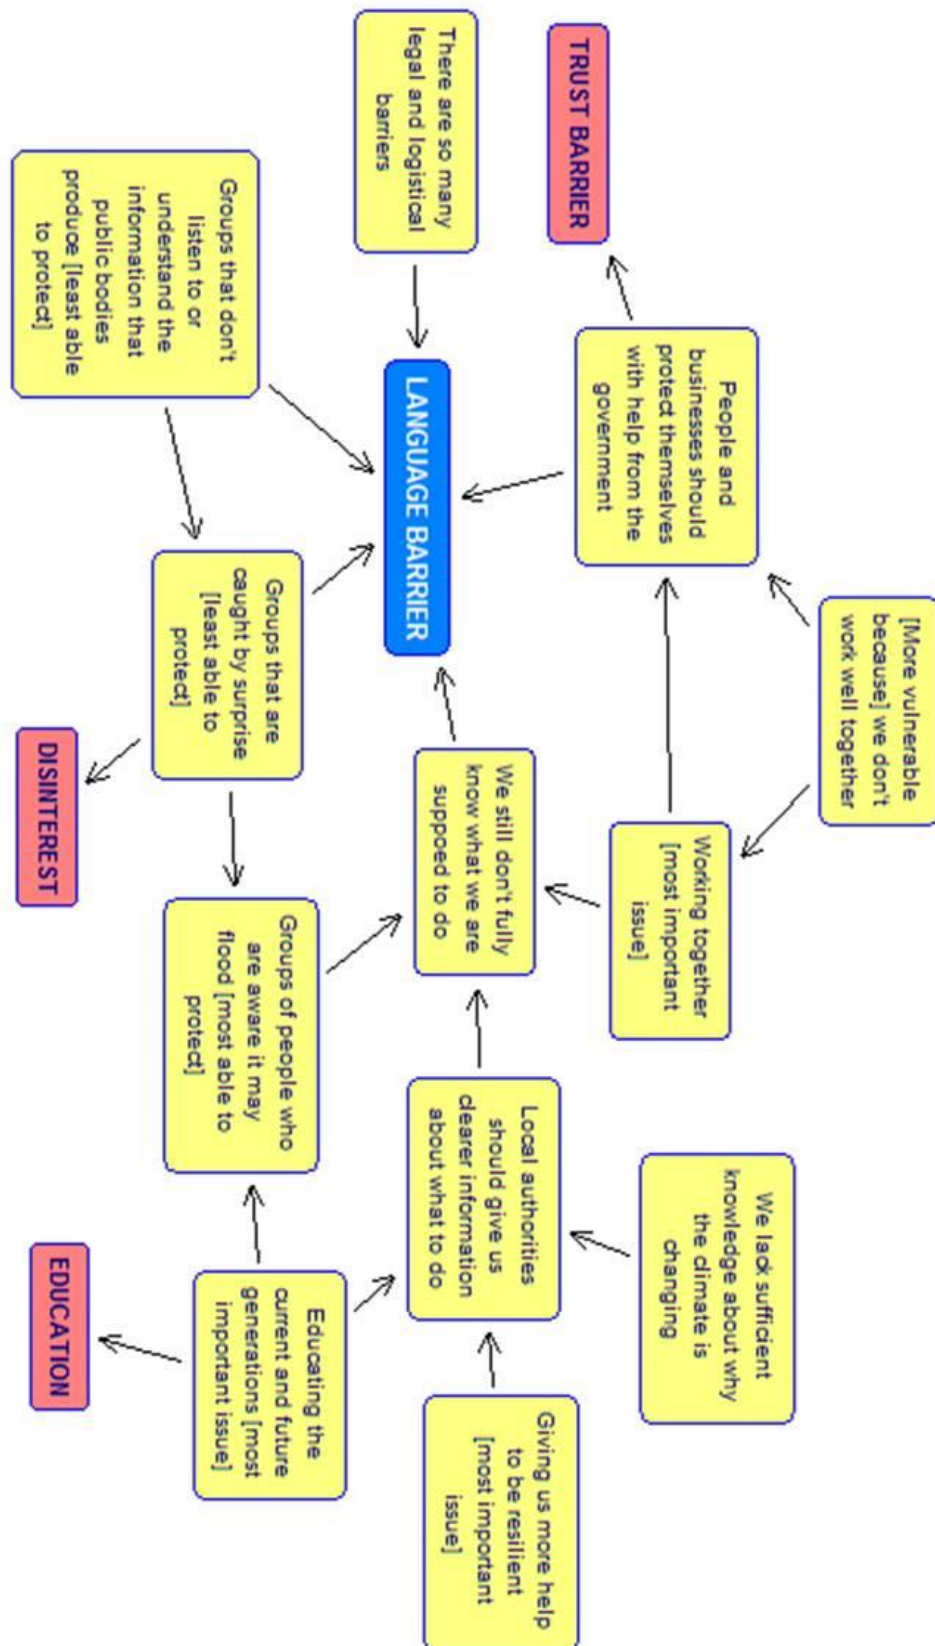 [More vulnerable
because] we don't
work well together
TRUST BARRIER
People and
businesses should
protect themselves
with help from the
government
Working together
[most important
issue]
We lack sufficient
knowledge about why
the climate is
changing
There are so many
legal and logistical
barriers
LANGUAGE BARRIER
We still don't fully
know what we are
suppoed to do
Local authorities
should give us
clearer information
about what to do
Giving us more help
to be resilient
[most important
issue]
Groups that don't
listen to or
understand the
information that
public bodies
produce [least able
to protect]
Groups that are
caught by surprise
[least able to
protect]
Groups of people who
are aware it may
flood [most able to
protect]
Educating the
current and future
generations [most
important issue]
DISINTEREST
EDUCATION